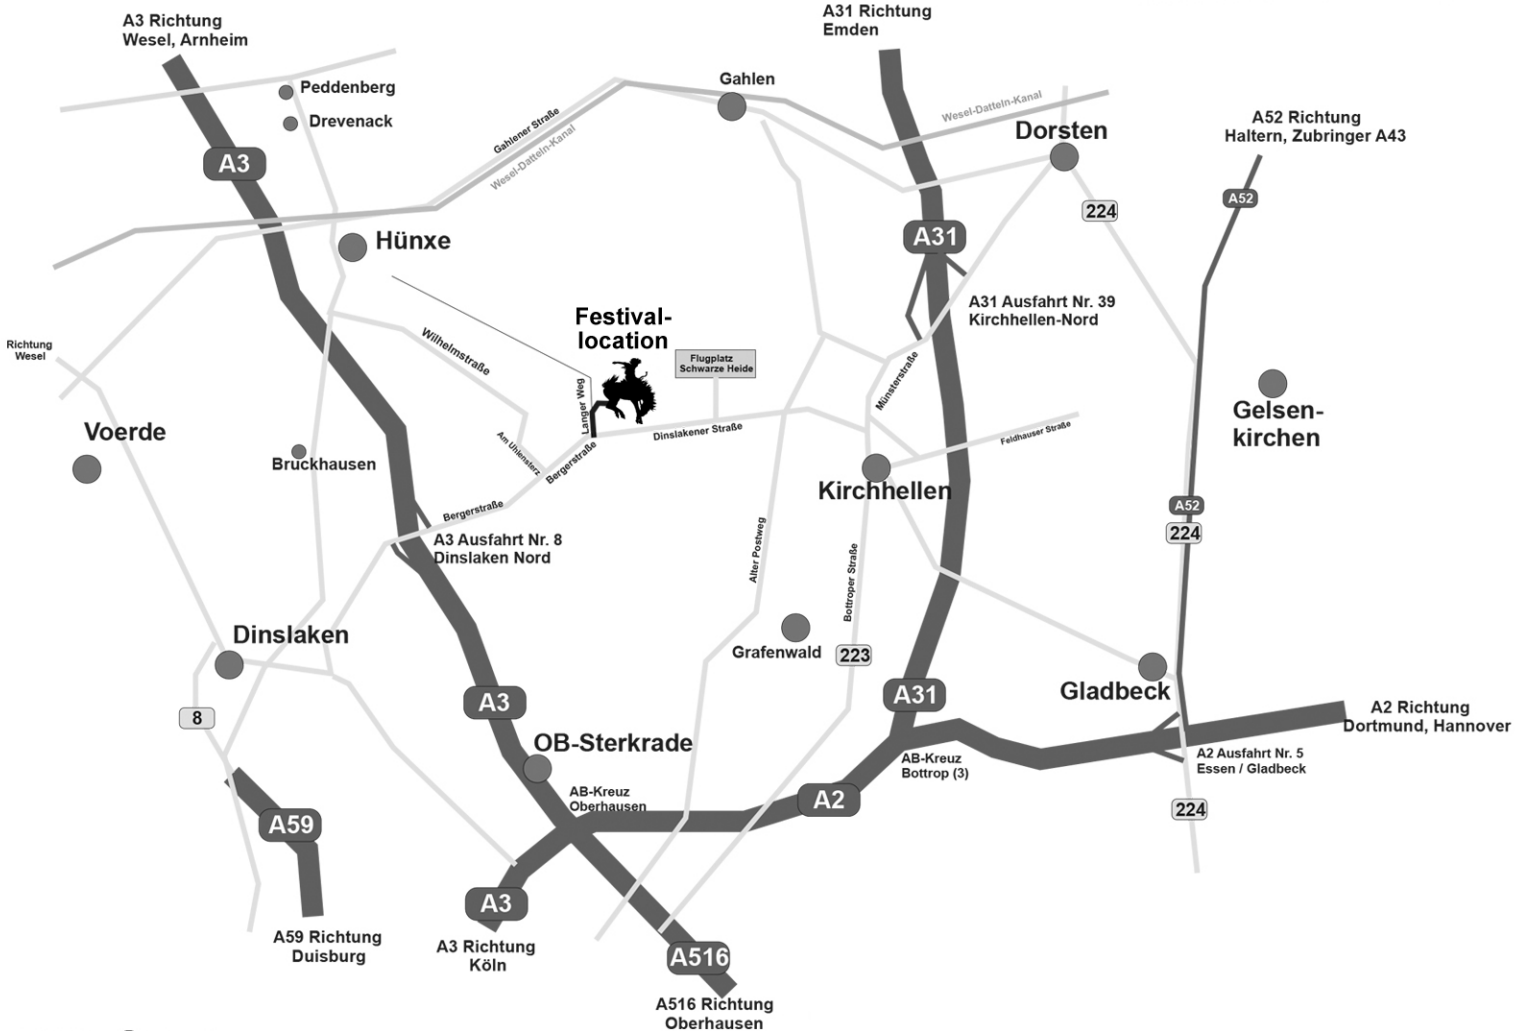 A3 Richtung
Wesel, Arnheim
A31 Richtung
Emden
Peddenberg
Drevenack
Gahlen
A52 Richtung
Haltern, Zubringer A43
Gahlener Straße
Wesel-Datteln-Kanal
Wesel-Datteln-Kanal
Dorsten
A3
A52
224
Hünxe
A31
A31 Ausfahrt Nr. 39
Kirchhellen-Nord
Festival-
location
Richtung
Wesel
Wilhelmstraße
Flugplatz
Schwarze Heide
Münsterstraße
Langer Weg
Gelsen-
kirchen
Voerde
Dinslakener Straße
Feldhauser Straße
Am Uhlensterz
Bergerstraße
Bruckhausen
Kirchhellen
Bergerstraße
A52
224
A3 Ausfahrt Nr. 8
Dinslaken Nord
Alter Postweg
Bottroper Straße
Dinslaken
Grafenwald
223
A3
A31
Gladbeck
8
A2 Richtung
Dortmund, Hannover
OB-Sterkrade
AB-Kreuz
Bottrop (3)
A2 Ausfahrt Nr. 5
Essen / Gladbeck
AB-Kreuz
Oberhausen
A2
224
A59
A3
A59 Richtung
Duisburg
A3 Richtung
Köln
A516
A516 Richtung
Oberhausen